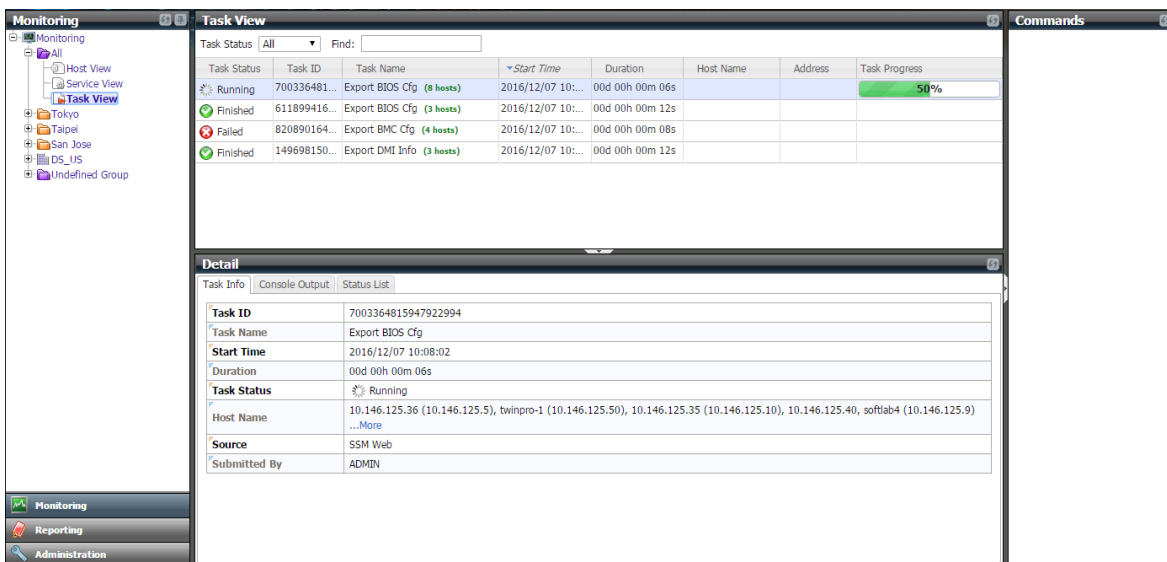 Monitoring
Monitoring
All
Host View
Service View
Task View
Tokyo
Taipei
San Jose
DS_US
Undefined Group
Monitoring
Reporting
Administration
Task View
Task Status All Find:
Task Status Task ID Task Name Start Time Duration Host Name Address Task Progress
Running 700336481... Export BIOS Cfg (8 hosts) 2016/12/07 10:... 00d 00h 00m 06s 50%
Finished 611899416... Export BIOS Cfg (3 hosts) 2016/12/07 10:... 00d 00h 00m 12s
Failed 820890164... Export BMC Cfg (4 hosts) 2016/12/07 10:... 00d 00h 00m 08s
Finished 149698150... Export DMI Info (3 hosts) 2016/12/07 10:... 00d 00h 00m 12s
Detail
Task Info Console Output Status List
Task ID 7003364815947922994
Task Name Export BIOS Cfg
Start Time 2016/12/07 10:08:02
Duration 00d 00h 00m 06s
Task Status Running
Host Name 10.146.125.36 (10.146.125.5), twinpro-1 (10.146.125.50), 10.146.125.35 (10.146.125.10), 10.146.125.40, softlab4 (10.146.125.9)
...More
Source SSM Web
Submitted By ADMIN
Commands